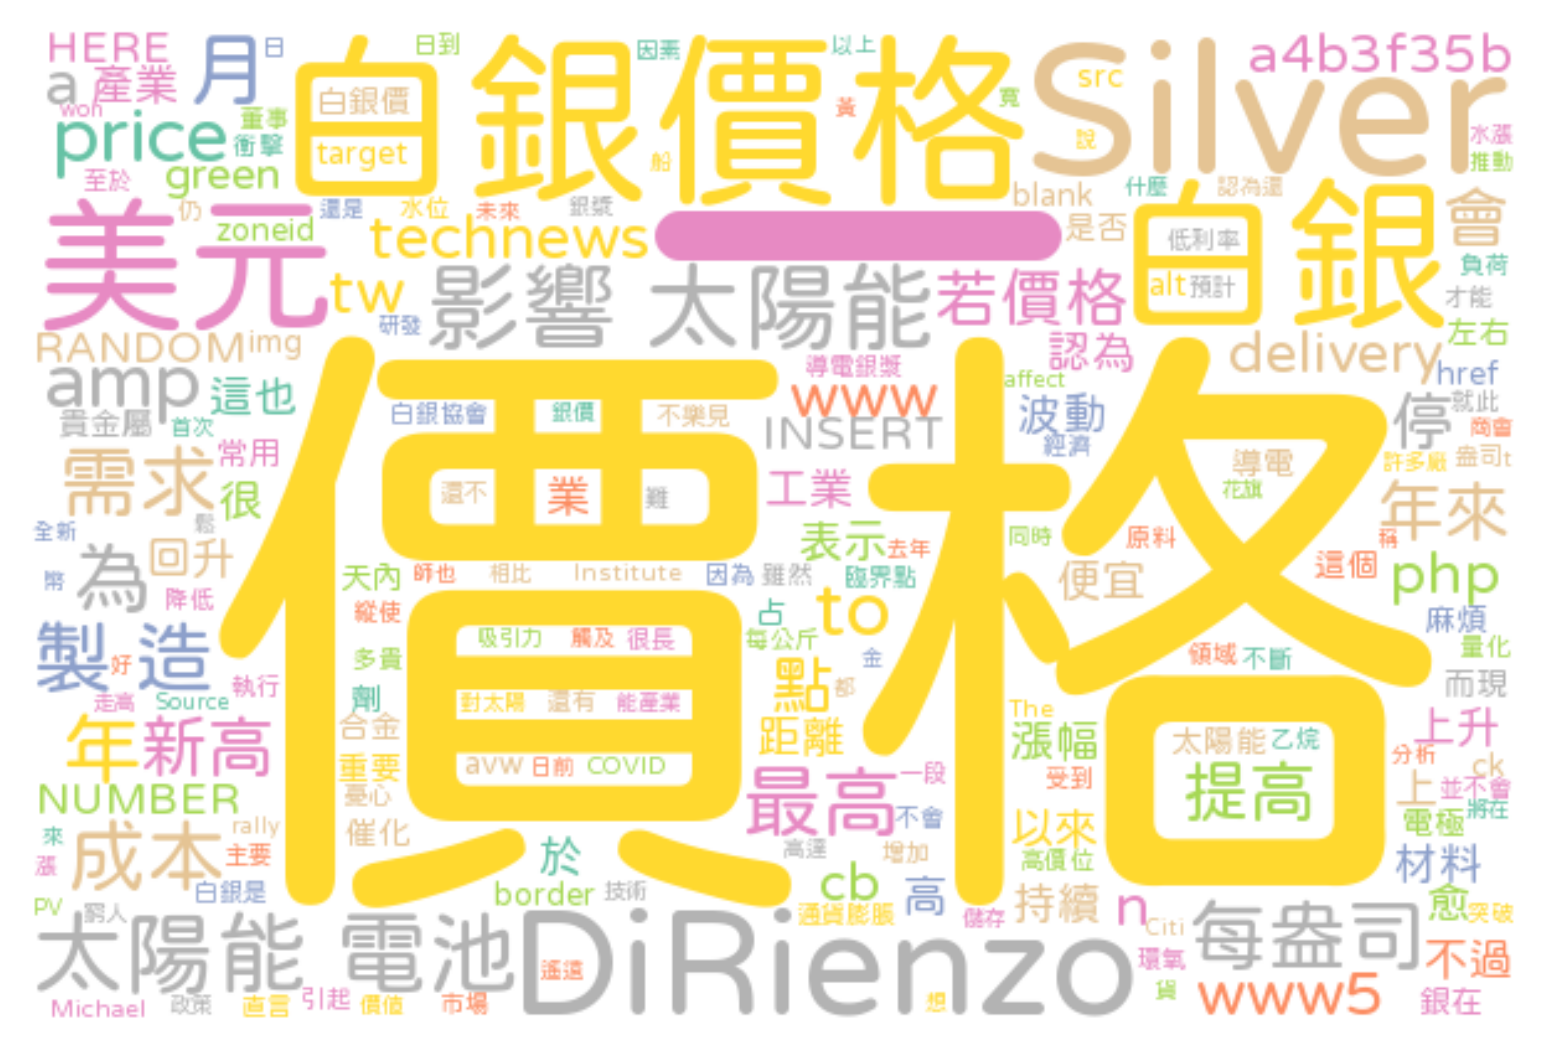 HERE 月 日 日到 因素 以上 a4b3f35b
a 產業 白銀價格 Silver src
woh 白銀價 黃 寬
price 董事 target 船 說 水漲
衝擊 推動
至於 green blank 什麼 認為還
美元 仍 還是 水位 未來 銀漿 是否 白銀 會
zoneid technews 低利率 負荷
tw 影響 太陽能 若價格 alt 預計 才能
研發 左右
RANDOM img 導電銀漿 認為 delivery
amp 這也 www affect href
貴金屬 首次 白銀協會 銀價 不樂見 INSERT 波動 停 就此
經濟 商會
需求 常用 價格 導電 許多廠 盎司t
很 還不 業 難 工業 花旗 年來
全新 鬆 表示 去年 同時 原料 稱
為 回升 天內 師也 相比 Institute 因為 雖然 臨界點 便宜 這個 php
幣 降低 縱使 占 to 麻煩
製造 好 多貴 吸引力 觸及 很長 每公斤 金 領域 不斷 量化
走高 Source 執行 劑 對太陽 還有 能產業 點 都 而現
年 新高 合金 距離 The 漲幅 太陽能 乙烷 上升
重要 avw 日前 COVID 最高 一段 受到 提高 分析 ck
NUMBER 憂心 不會 上 並不會
來 成本 rally 催化 於 高達 增加 以來 電極 將在
漲 主要 高價位 材料
白銀是 border 技術 cb 高 持續 n 愈
PV 窮人 通貨膨脹 儲存 Citi 突破
太陽能 電池 遙遠 DiRienzo 環氧 每盎司 不過
貨
Michael 政策 直言 引起 價值 市場 想 www5 銀在